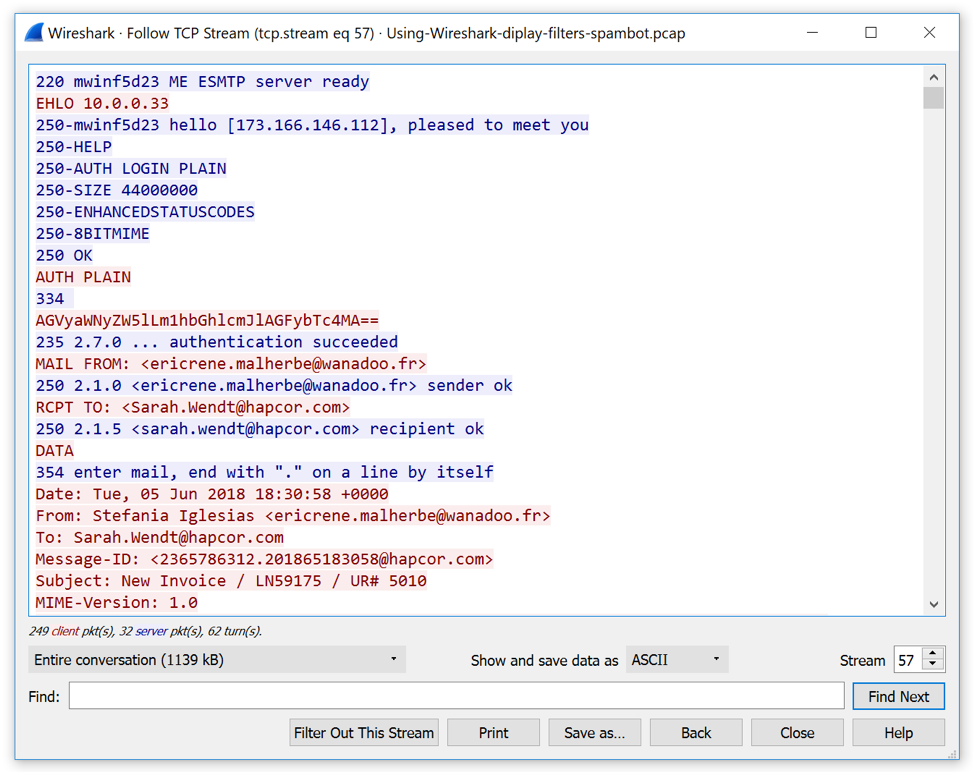 Wireshark · Follow TCP Stream (tcp.stream eq 57) · Using-Wireshark-diplay-filters-spambot.pcap
220 mwinf5d23 ME ESMTP server ready
EHLO 10.0.0.33
250-mwinf5d23 hello [173.166.146.112], pleased to meet you
250-HELP
250-AUTH LOGIN PLAIN
250-SIZE 44000000
250-ENHANCEDSTATUSCODES
250-8BITMIME
250 OK
AUTH PLAIN
334
AGVyaWNyZW5lLm1hbGhlcmJlAGFybTc4MA==
235 2.7.0 ... authentication succeeded
MAIL FROM: <ericrene.malherbe@wanadoo.fr>
250 2.1.0 <ericrene.malherbe@wanadoo.fr> sender ok
RCPT TO: <Sarah.Wendt@hapcor.com>
250 2.1.5 <sarah.wendt@hapcor.com> recipient ok
DATA
354 enter mail, end with "." on a line by itself
Date: Tue, 05 Jun 2018 18:30:58 +0000
From: Stefania Iglesias <ericrene.malherbe@wanadoo.fr>
To: Sarah.Wendt@hapcor.com
Message-ID: <2365786312.201865183058@hapcor.com>
Subject: New Invoice / LN59175 / UR# 5010
MIME-Version: 1.0
249 client pkt(s), 32 server pkt(s), 62 turn(s).
Entire conversation (1139 kB) Show and save data as ASCII Stream 57
Find: Find Next
Filter Out This Stream Print Save as... Back Close Help